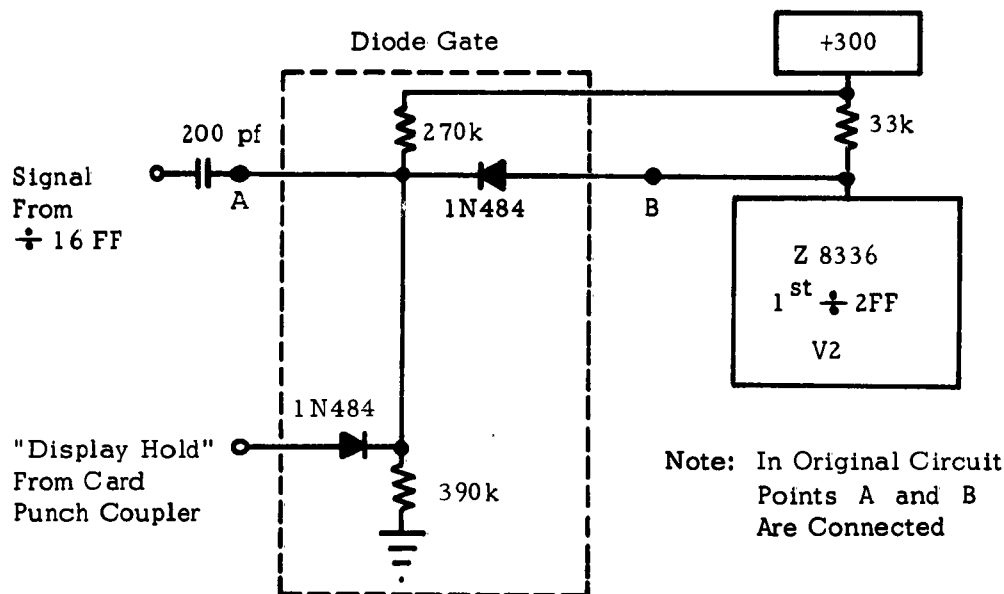 Diode Gate
+300
270k
33k
200 pf
Signal
From
÷ 16 FF
A
1N484
B
Z 8336
1st ÷ 2FF
V2
1N484
"Display Hold"
From Card
Punch Coupler
390k
Note: In Original Circuit
Points A and B
Are Connected